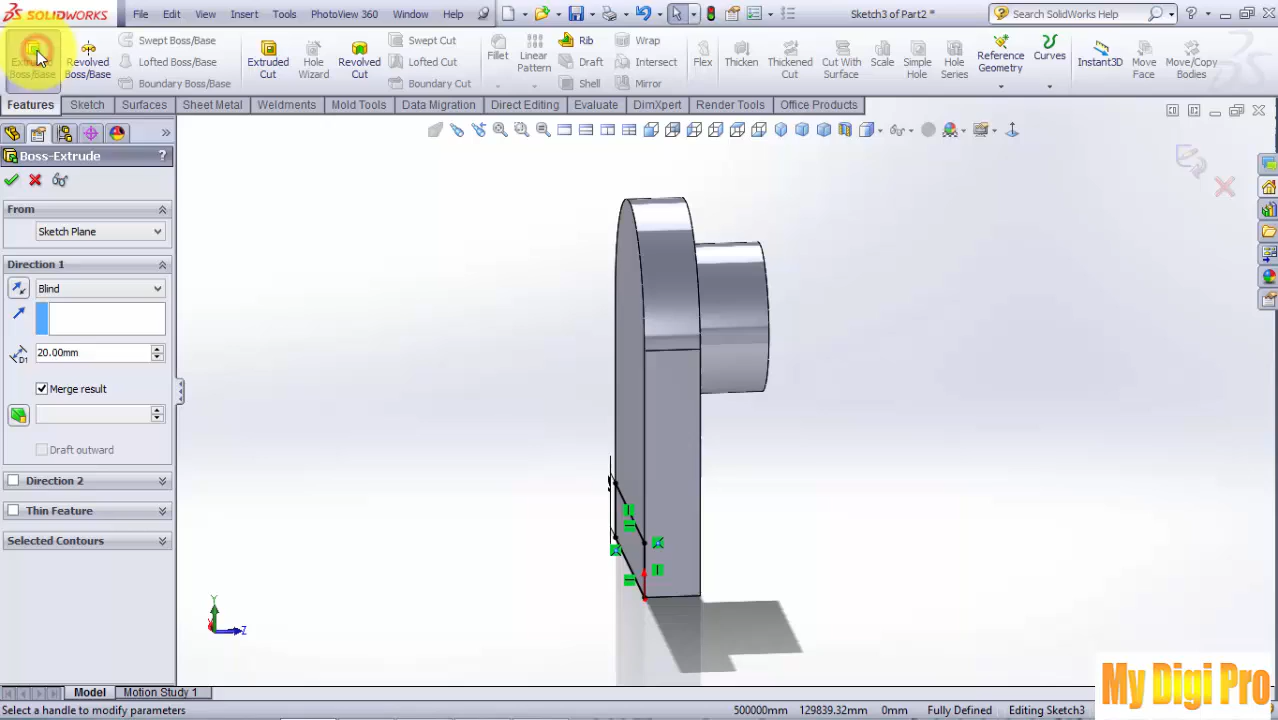 SOLIDWORKS
File Edit View Insert Tools PhotoView 360 Window Help
Sketch3 of Part2 *
Search SolidWorks Help
Extruded Boss/Base
Revolved Boss/Base
Swept Boss/Base
Lofted Boss/Base
Boundary Boss/Base
Extruded Cut
Hole Wizard
Revolved Cut
Swept Cut
Lofted Cut
Boundary Cut
Fillet
Linear Pattern
Rib
Draft
Shell
Wrap
Intersect
Mirror
Flex
Thicken
Thickened Cut
Cut With Surface
Scale
Simple Hole
Hole Series
Reference Geometry
Curves
Instant3D
Move Face
Move/Copy Bodies
Features Sketch Surfaces Sheet Metal Weldments Mold Tools Data Migration Direct Editing Evaluate DimXpert Render Tools Office Products
Boss-Extrude ?
From
Sketch Plane
Direction 1
Blind
D1
20.00mm
Merge result
Draft outward
Direction 2
Thin Feature
Selected Contours
Y
Z
Model Motion Study 1
Select a handle to modify parameters
500000mm 129839.32mm 0mm Fully Defined Editing Sketch3
My Digi Pro